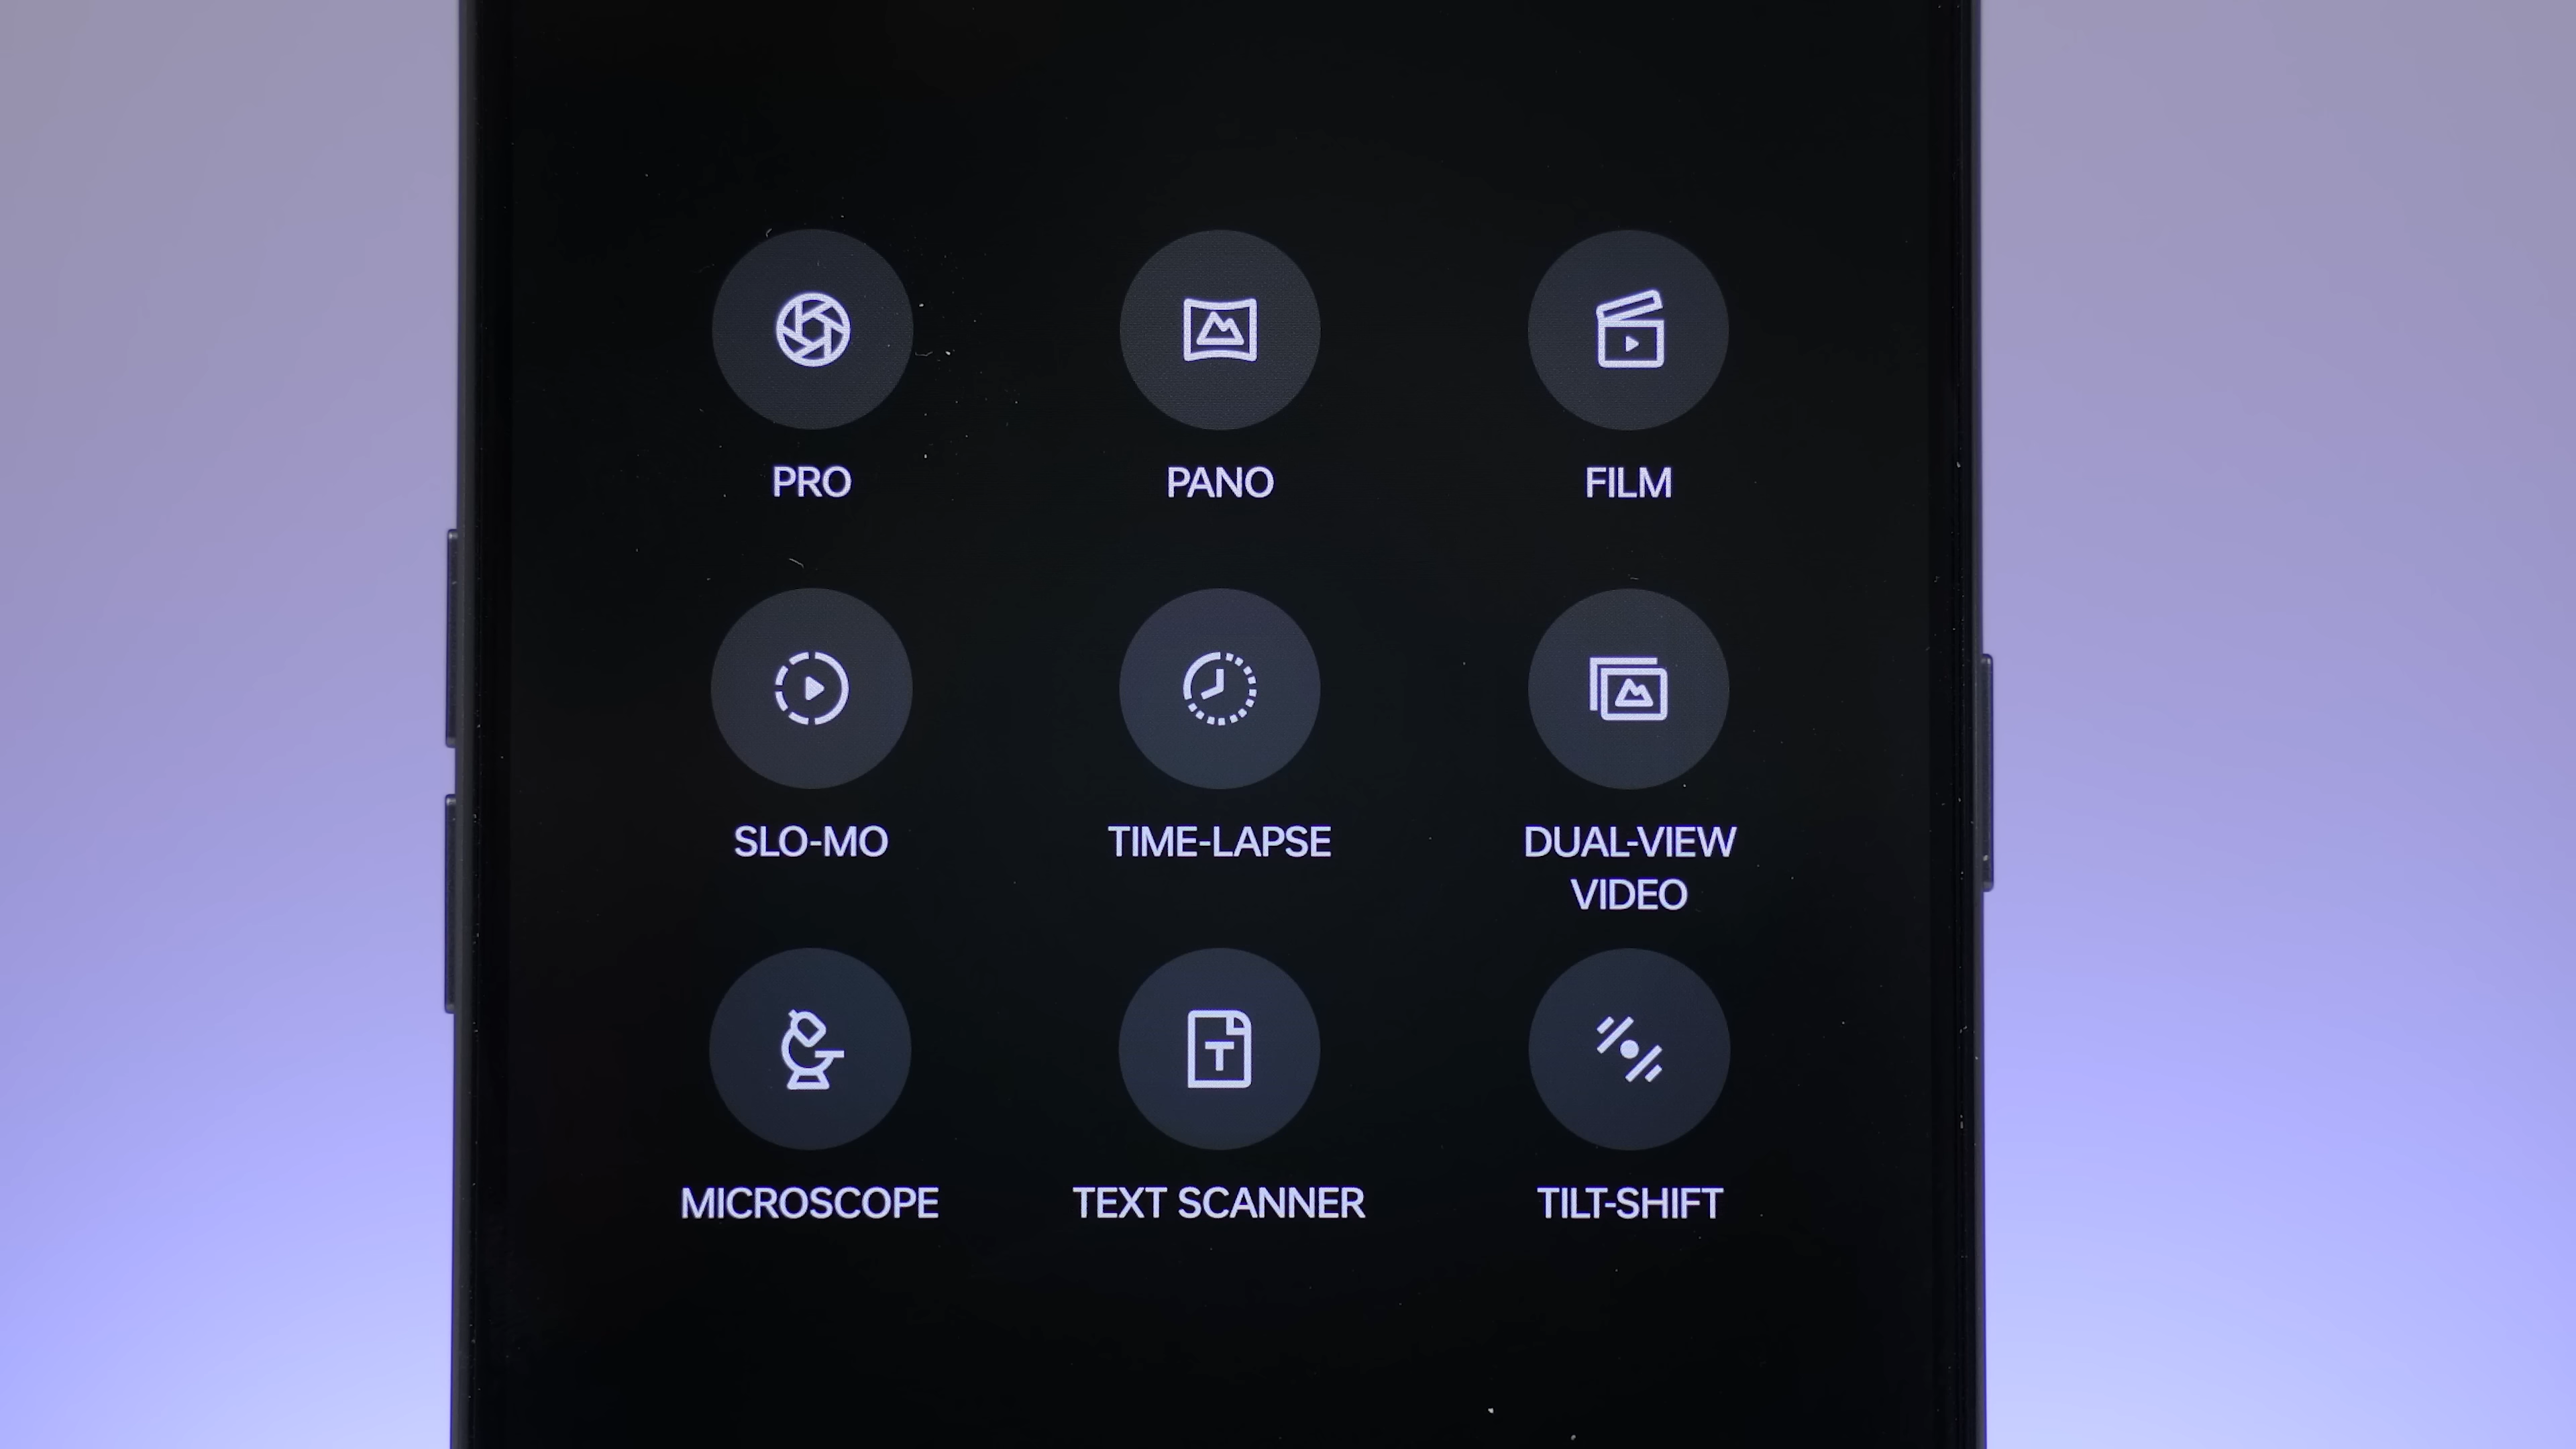 PRO
PANO
FILM
SLO-MO
TIME-LAPSE
DUAL-VIEW
VIDEO
MICROSCOPE
TEXT SCANNER
TILT-SHIFT